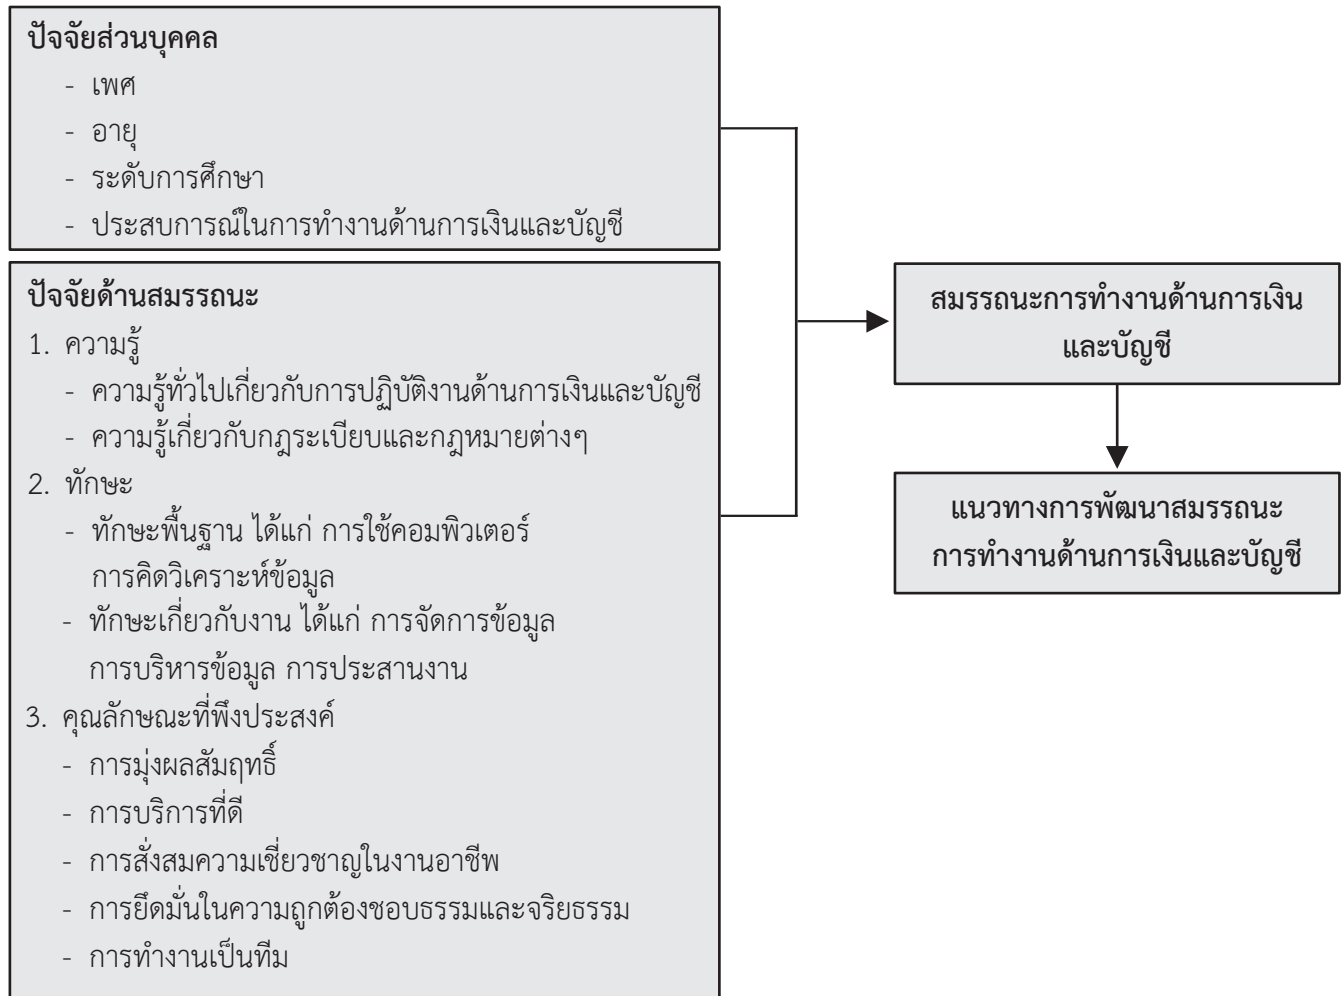 ปัจจัยส่วนบุคคล
- เพศ
- อายุ
- ระดับการศึกษา
- ประสบการณ์ในการทำงานด้านการเงินและบัญชี
ปัจจัยด้านสมรรถนะ
1. ความรู้
- ความรู้ทั่วไปเกี่ยวกับการปฏิบัติงานด้านการเงินและบัญชี
- ความรู้เกี่ยวกับกฎระเบียบและกฎหมายต่างๆ
2. ทักษะ
- ทักษะพื้นฐาน ได้แก่ การใช้คอมพิวเตอร์
การคิดวิเคราะห์ข้อมูล
- ทักษะเกี่ยวกับงาน ได้แก่ การจัดการข้อมูล
การบริหารข้อมูล การประสานงาน
3. คุณลักษณะที่พึงประสงค์
- การมุ่งผลสัมฤทธิ์
- การบริการที่ดี
- การสั่งสมความเชี่ยวชาญในงานอาชีพ
- การยึดมั่นในความถูกต้องชอบธรรมและจริยธรรม
- การทำงานเป็นทีม
สมรรถนะการทำงานด้านการเงิน
และบัญชี
แนวทางการพัฒนาสมรรถนะ
การทำงานด้านการเงินและบัญชี